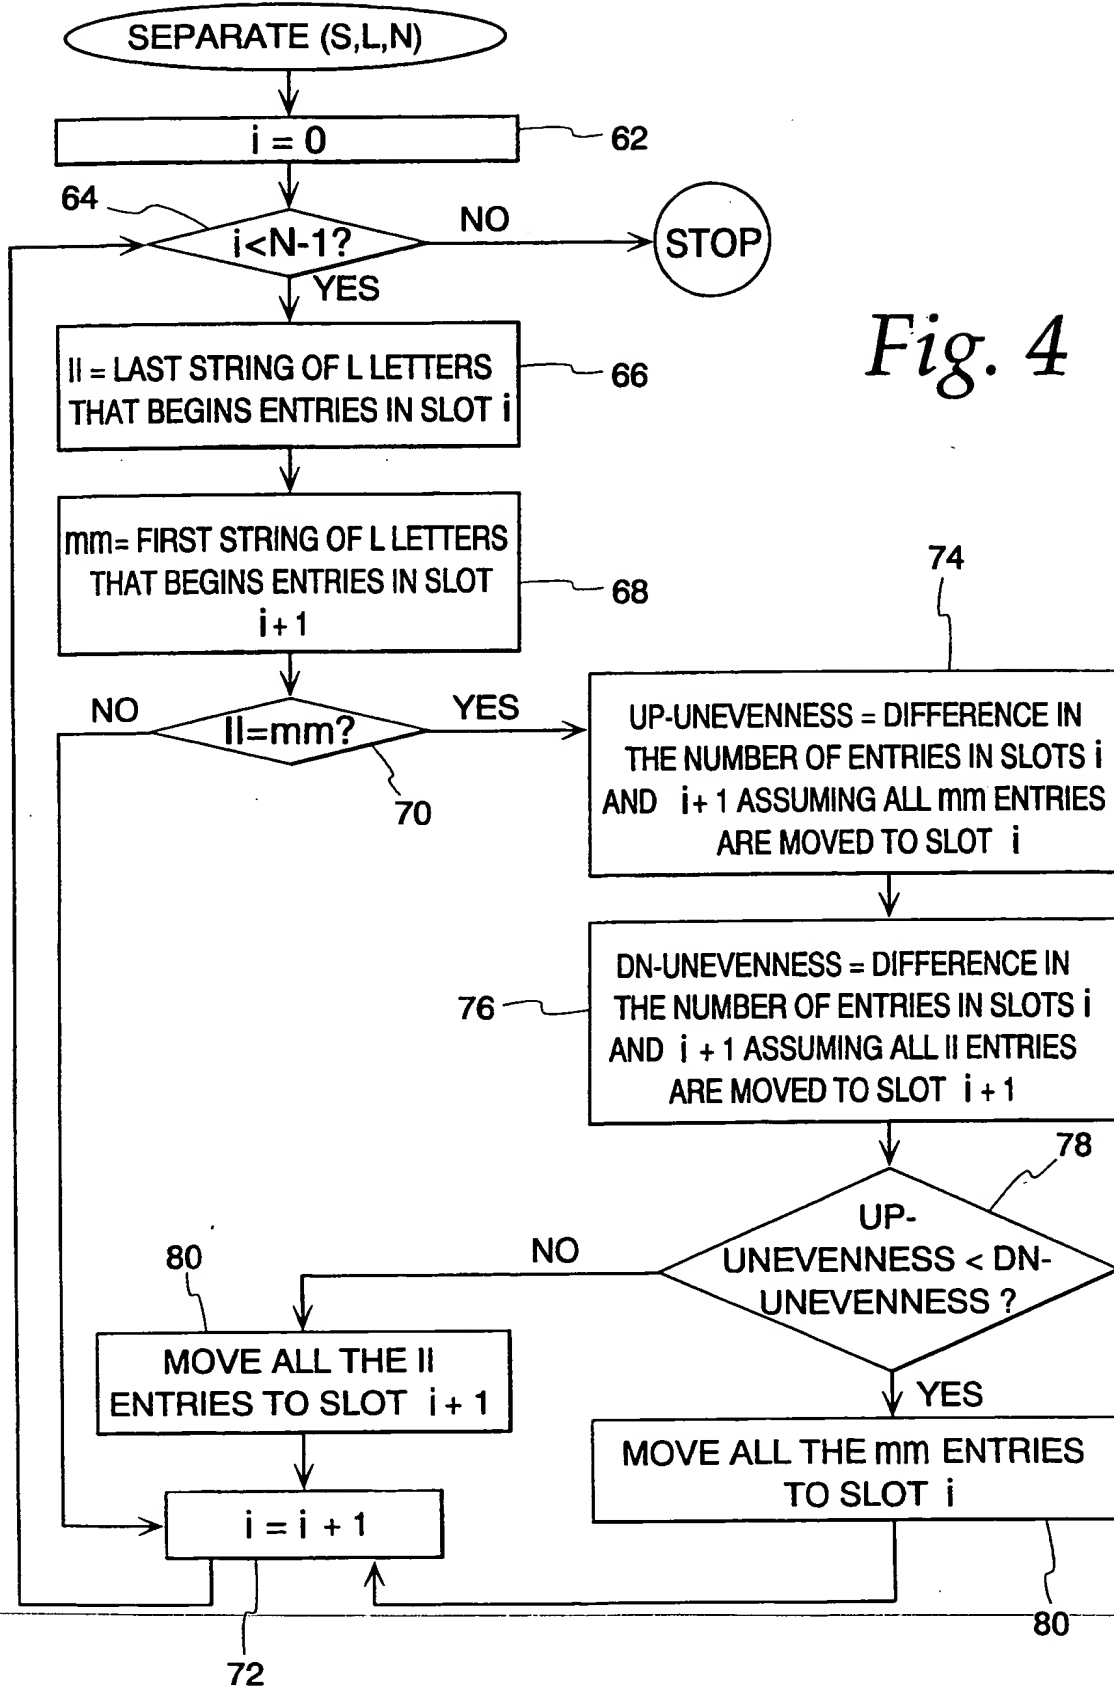 SEPARATE (S,L,N)
i = 0
62
64
i<N-1?
NO
STOP
YES
Fig. 4
ll = LAST STRING OF L LETTERS
THAT BEGINS ENTRIES IN SLOT i
66
mm= FIRST STRING OF L LETTERS
THAT BEGINS ENTRIES IN SLOT
i + 1
68
NO
ll=mm?
YES
70
74
UP-UNEVENNESS = DIFFERENCE IN
THE NUMBER OF ENTRIES IN SLOTS i
AND i + 1 ASSUMING ALL mm ENTRIES
ARE MOVED TO SLOT i
76
DN-UNEVENNESS = DIFFERENCE IN
THE NUMBER OF ENTRIES IN SLOTS i
AND i + 1 ASSUMING ALL ll ENTRIES
ARE MOVED TO SLOT i + 1
78
UP-
UNEVENNESS < DN-
UNEVENNESS ?
NO
YES
80
MOVE ALL THE ll
ENTRIES TO SLOT i + 1
MOVE ALL THE mm ENTRIES
TO SLOT i
80
i = i + 1
72